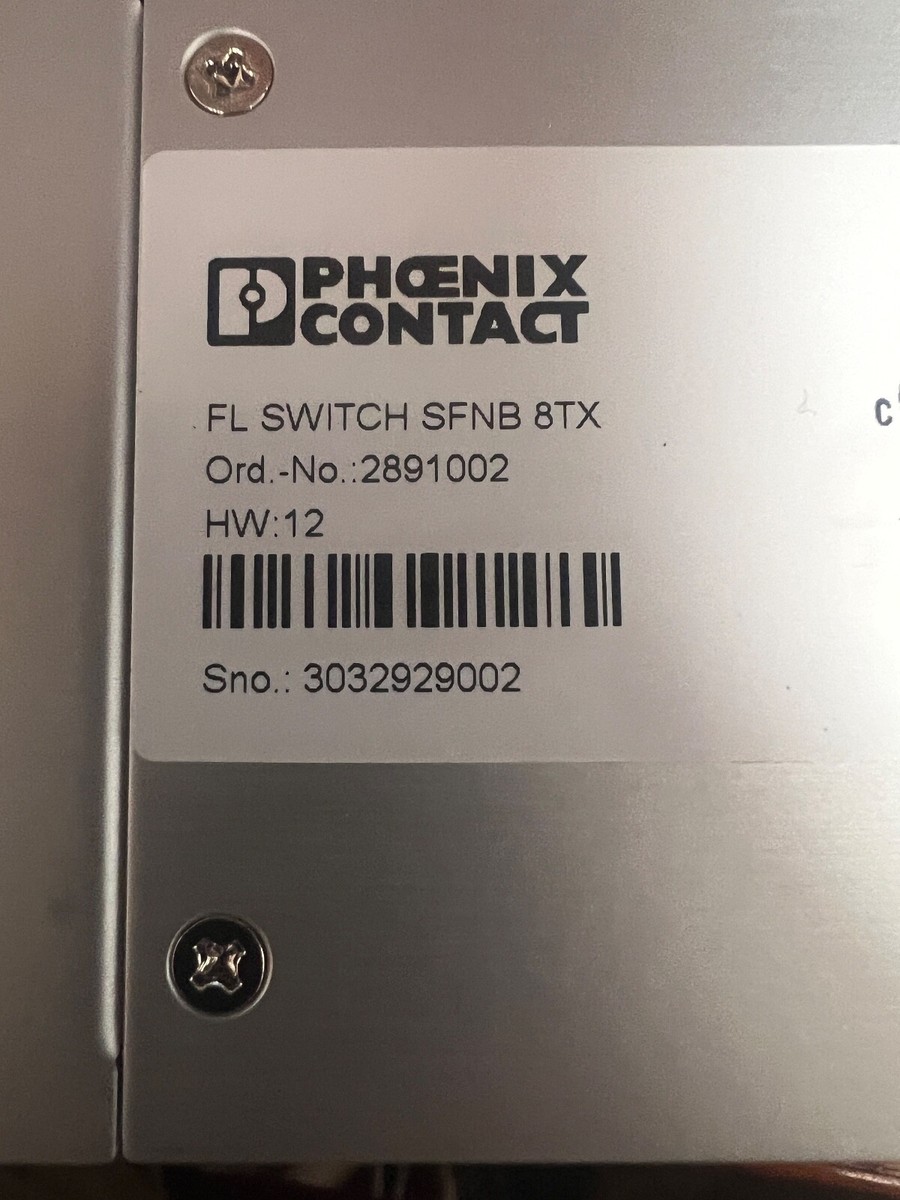 PHŒNIX
CONTACT
FL SWITCH SFNB 8TX
Ord.-No.:2891002
HW:12
Sno.: 3032929002
c